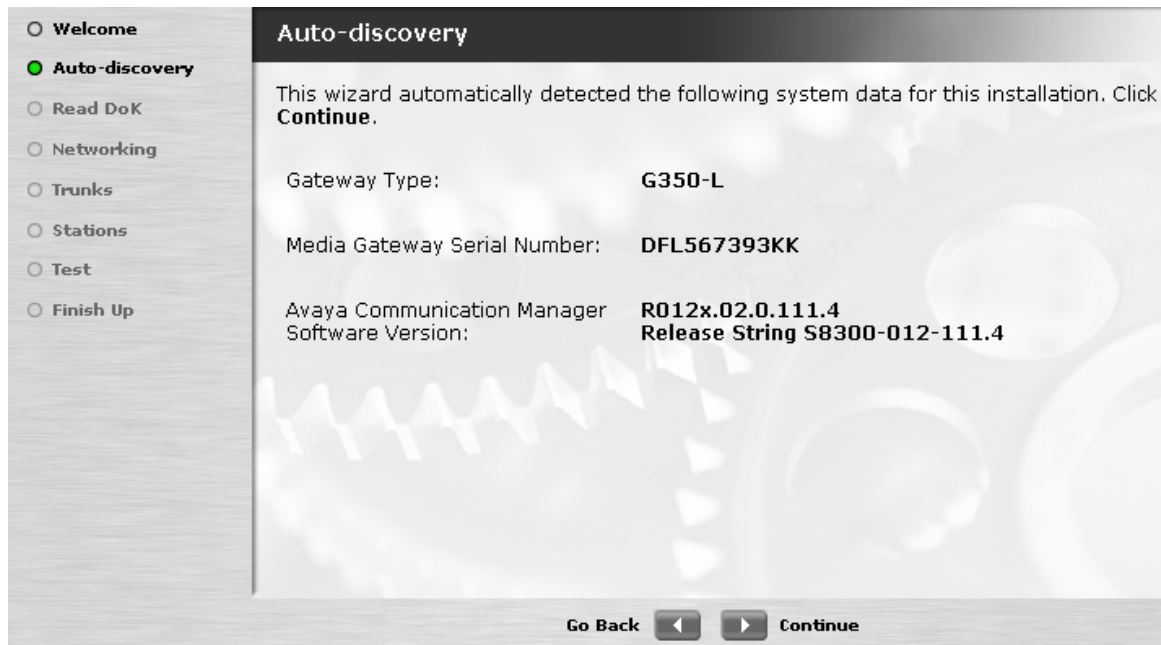 Welcome
Auto-discovery
Read DoK
Networking
Trunks
Stations
Test
Finish Up
Auto-discovery
This wizard automatically detected the following system data for this installation. Click
Continue.
Gateway Type: G350-L
Media Gateway Serial Number: DFL567393KK
Avaya Communication Manager R012x.02.0.111.4
Software Version: Release String S8300-012-111.4
Go Back Continue